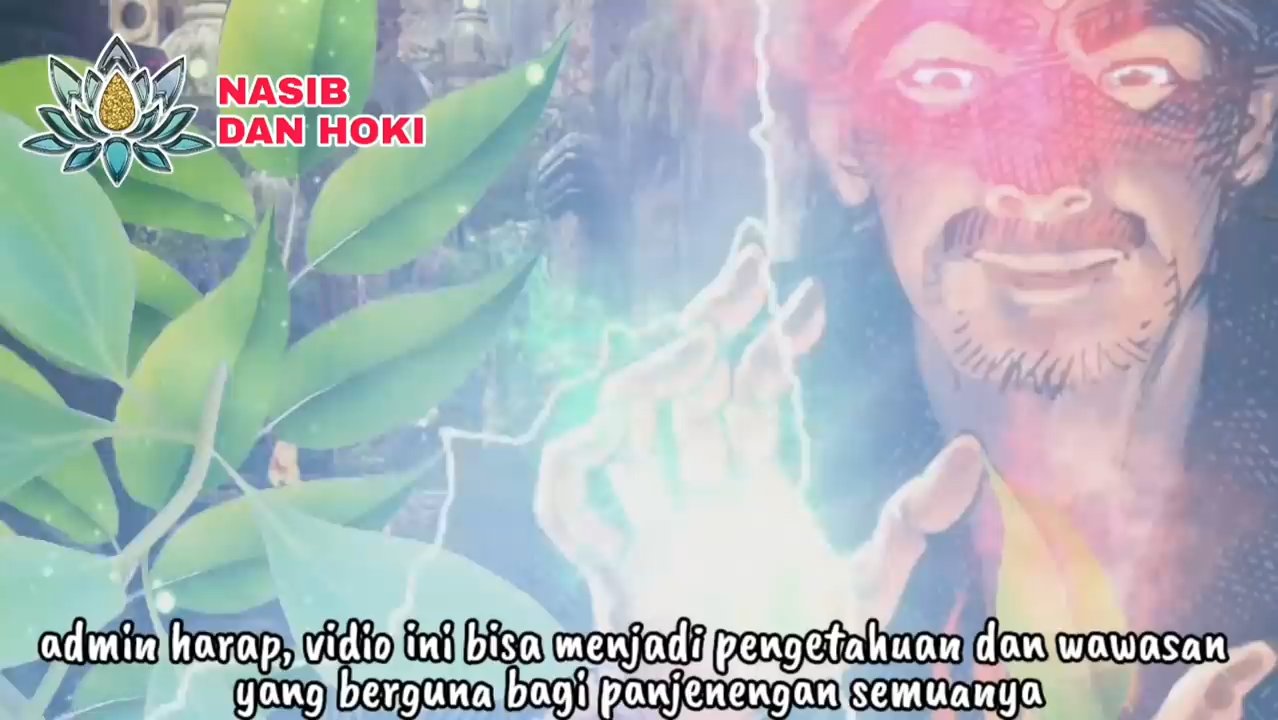 NASIB
DAN HOKI
admin harap, vidio ini bisa menjadi pengetahuan dan wawasan
yang berguna bagi panjenengan semuanya